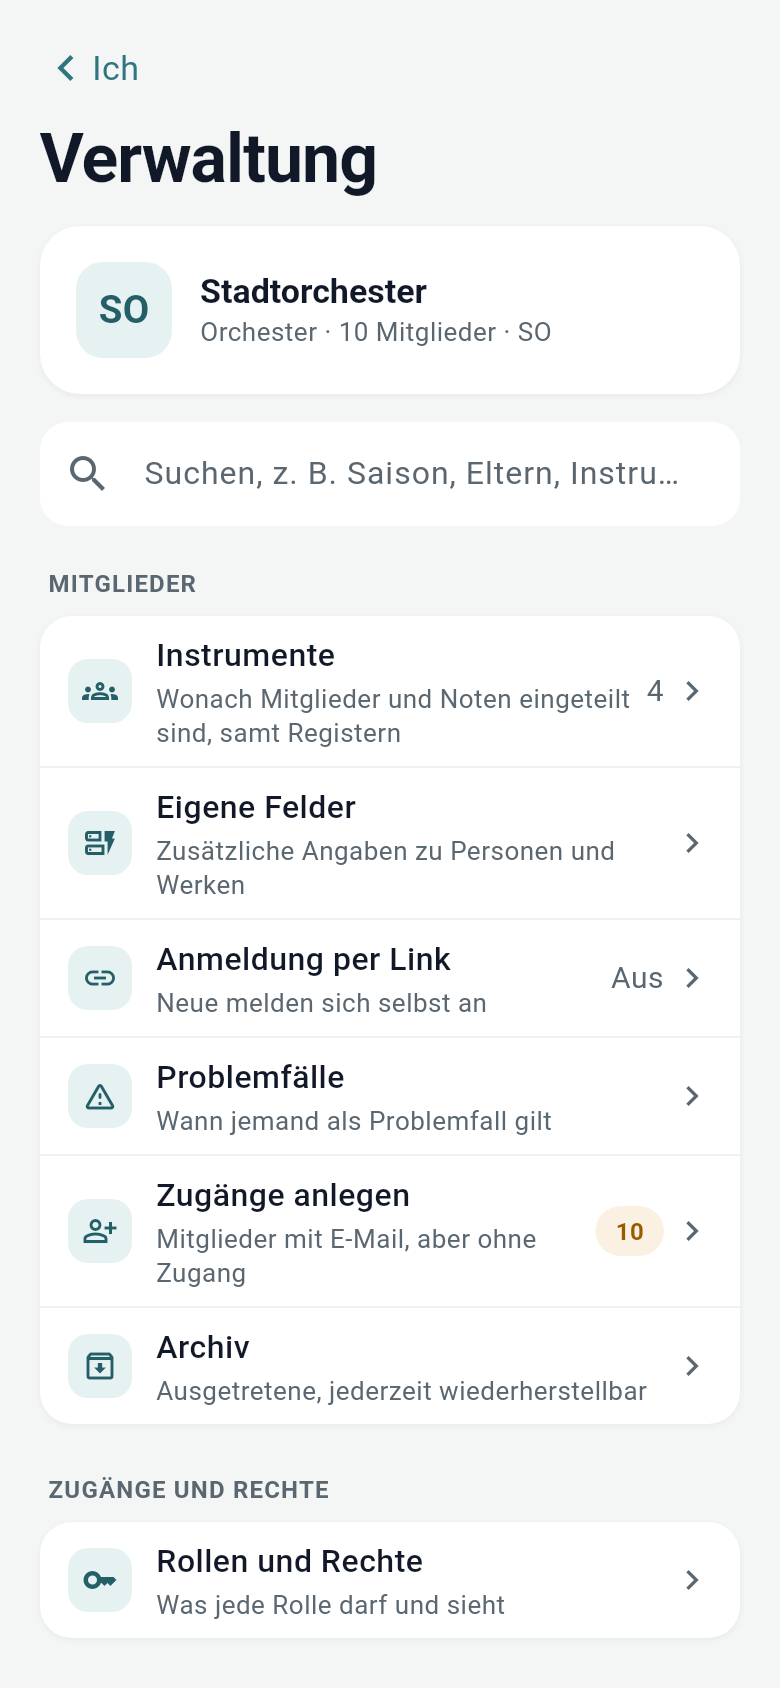 Ich
Verwaltung
SO
Stadtorchester
Orchester · 10 Mitglieder · SO
Suchen, z. B. Saison, Eltern, Instru…
MITGLIEDER
Instrumente
Wonach Mitglieder und Noten eingeteilt
sind, samt Registern
4
Eigene Felder
Zusätzliche Angaben zu Personen und
Werken
Anmeldung per Link
Neue melden sich selbst an
Aus
Problemfälle
Wann jemand als Problemfall gilt
Zugänge anlegen
Mitglieder mit E-Mail, aber ohne
Zugang
10
Archiv
Ausgetretene, jederzeit wiederherstellbar
ZUGÄNGE UND RECHTE
Rollen und Rechte
Was jede Rolle darf und sieht